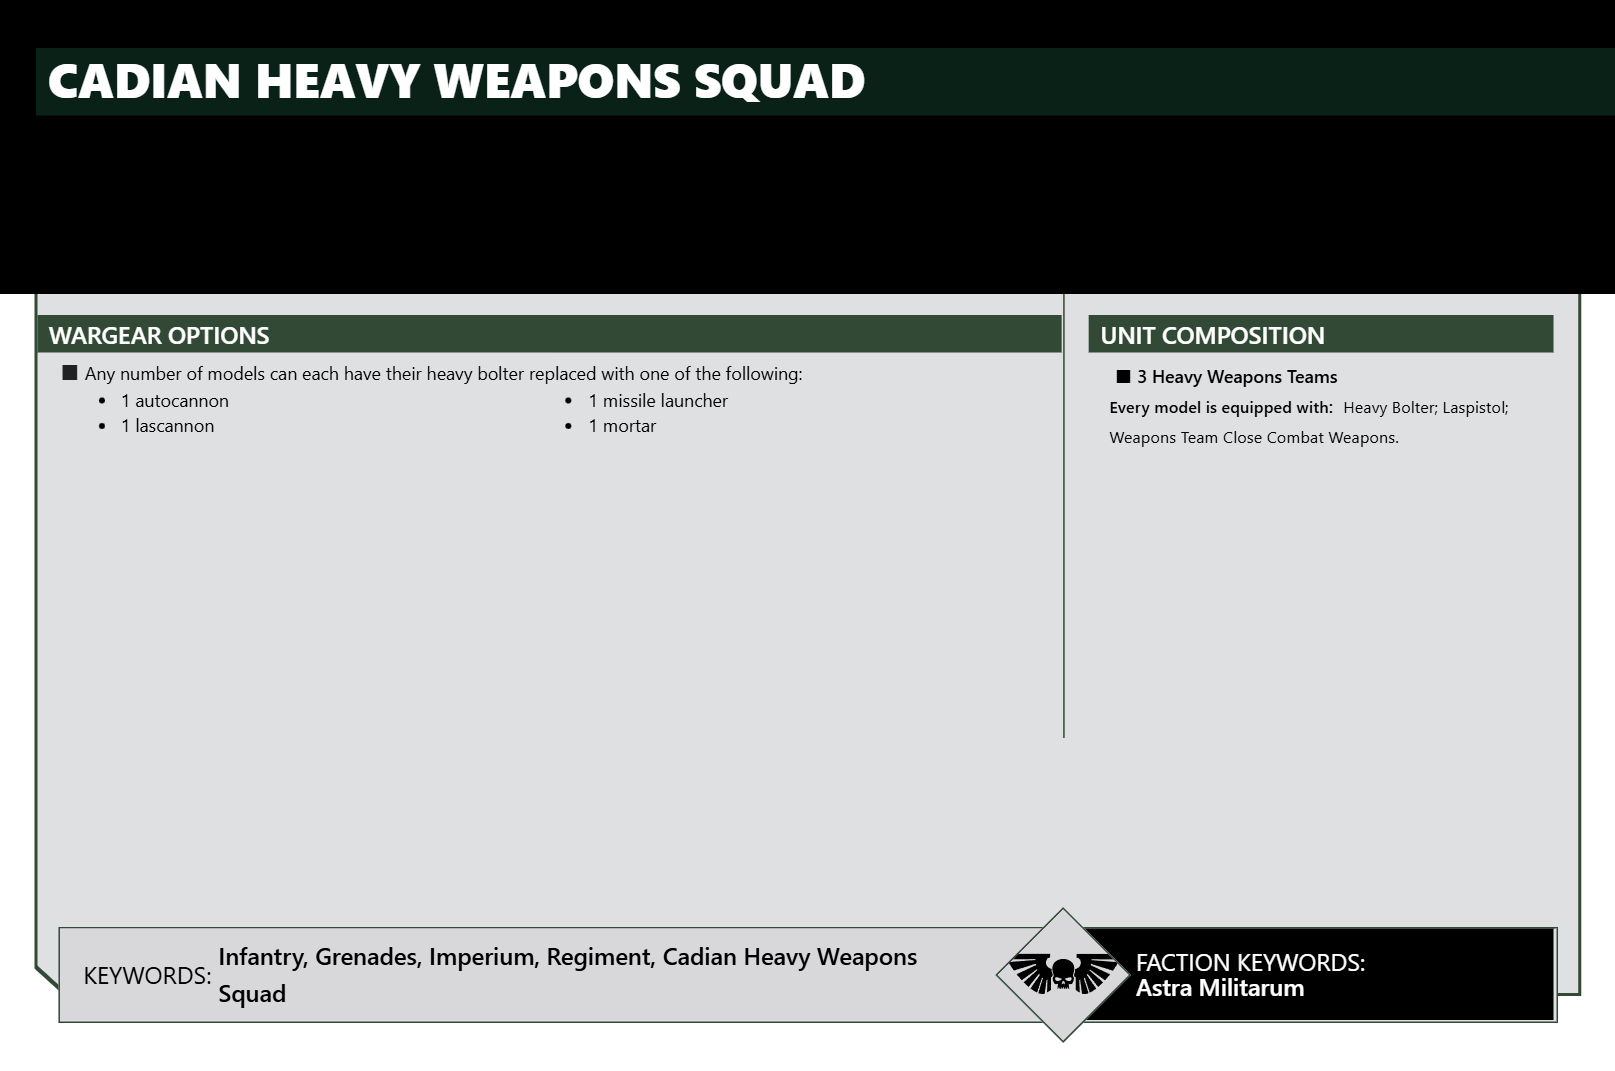 CADIAN HEAVY WEAPONS SQUAD
WARGEAR OPTIONS
■ Any number of models can each have their heavy bolter replaced with one of the following:
• 1 autocannon
• 1 lascannon
• 1 missile launcher
• 1 mortar
UNIT COMPOSITION
■ 3 Heavy Weapons Teams
Every model is equipped with: Heavy Bolter; Laspistol;
Weapons Team Close Combat Weapons.
KEYWORDS: Infantry, Grenades, Imperium, Regiment, Cadian Heavy Weapons
Squad
FACTION KEYWORDS:
Astra Militarum